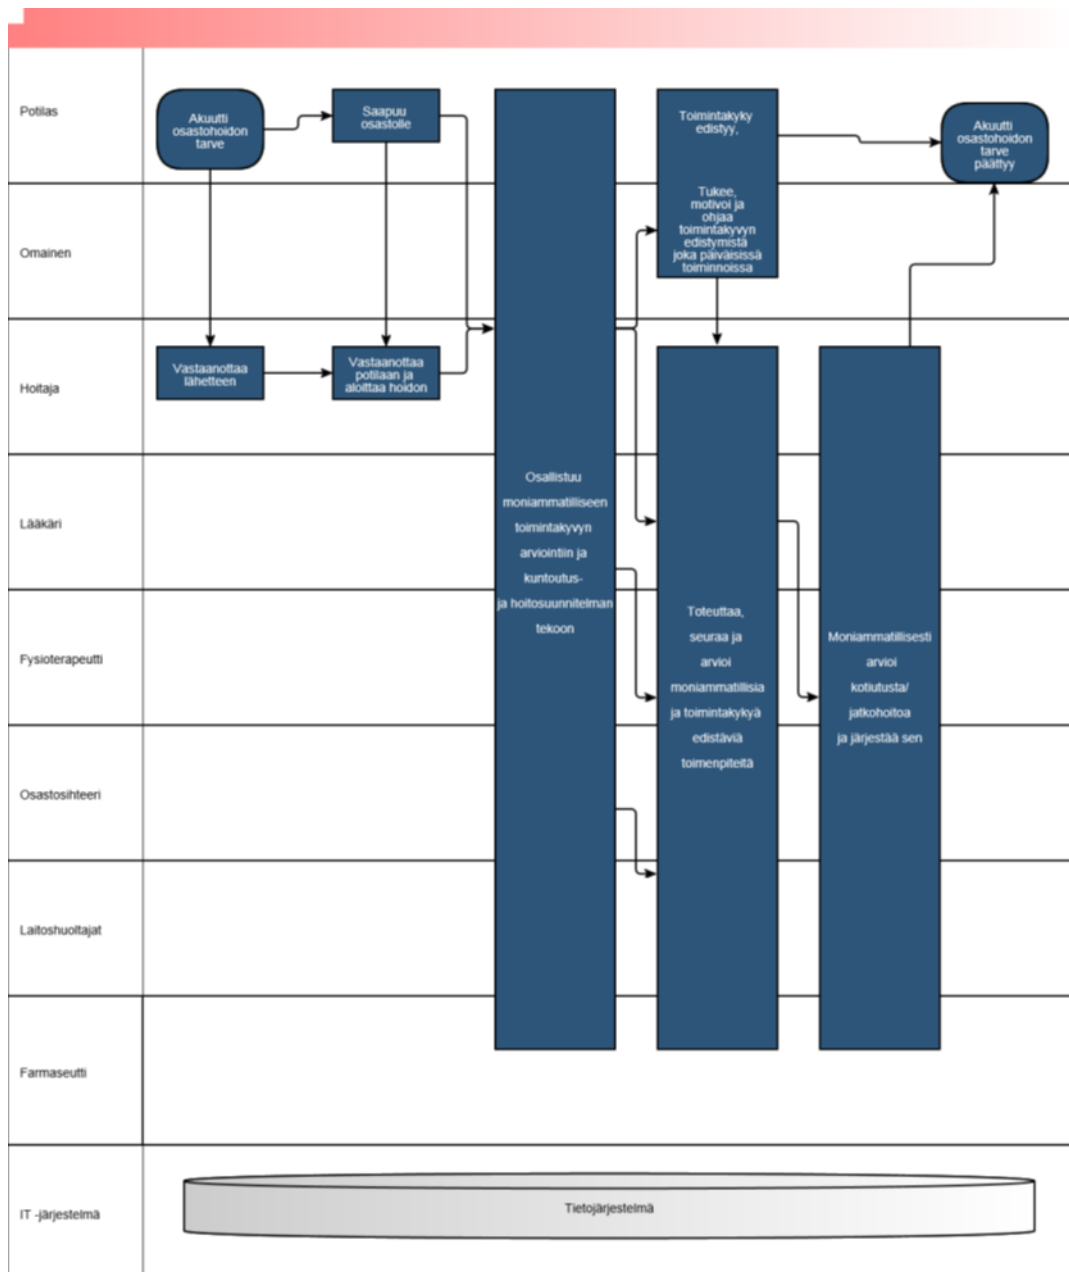 Potilas
Akuutti
osastohoidon
tarve
Saapuu
osastolle
Toimintakyky
edistyy,
Akuutti
osastohoidon
tarve
päättyy
Omainen
Tukee,
motivoi ja
ohjaa
toimintakyvyn
edistymistä
joka päiväisissä
toiminnoissa
Hoitaja
Vastaanottaa
lähetteen
Vastaanottaa
potilaan ja
aloittaa hoidon
Lääkäri
Osallistuu
moniammatilliseen
toimintakyvyn
arviointiin ja
kuntoutus-
ja hoitosuunnitelman
tekoon
Fysioterapeutti
Toteuttaa,
seuraa ja
arvioi
moniammatillisia
ja toimintakykyä
edistäviä
toimenpiteitä
Moniammatillisesti
arvioi
kotiutusta/
jatkohoitoa
ja järjestää sen
Osastosihteeri
Laitoshuoltajat
Farmaseutti
IT -järjestelmä
Tietojärjestelmä